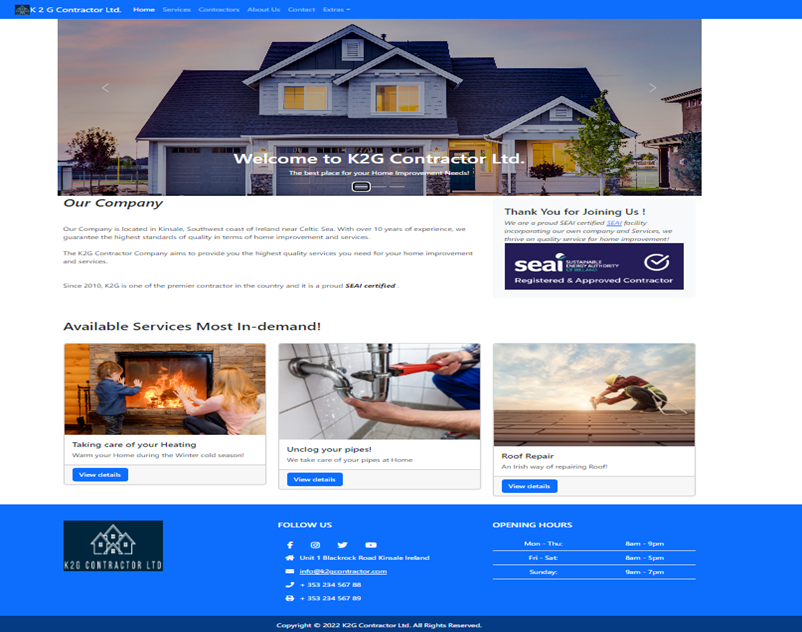 K 2 G Contractor Ltd. Home Services Contractors About Us Contact Extras
Welcome to K2G Contractor Ltd.
The best place for your Home Improvement Needs!
Our Company
Our Company is located in Kinsale, Southwest coast of Ireland near Celtic Sea. With over 10 years of experience, we
guarantee the highest standards of quality in terms of home improvement and services.
The K2G Contractor Company aims to provide you the highest quality services you need for your home improvement
and services.
Since 2010, K2G is one of the premier contractor in the country and it is a proud SEAI certified .
Thank You for Joining Us !
We are a proud SEAI certified SEAI facility
incorporating our own company and Services, we
thrive on quality service for home improvement!
seai SUSTAINABLE
ENERGY AUTHORITY
OF IRELAND
Registered & Approved Contractor
Available Services Most In-demand!
Taking care of your Heating
Warm your Home during the Winter cold season!
View details
Unclog your pipes!
We take care of your pipes at Home
View details
Roof Repair
An Irish way of repairing Roof!
View details
K2G CONTRACTOR LTD
FOLLOW US
Unit 1 Blackrock Road Kinsale Ireland
info@k2gcontractor.com
+ 353 234 567 88
+ 353 234 567 89
OPENING HOURS
Mon - Thu: 8am - 9pm
Fri - Sat: 8am - 5pm
Sunday: 9am - 7pm
Copyright © 2022 K2G Contractor Ltd. All Rights Reserved.